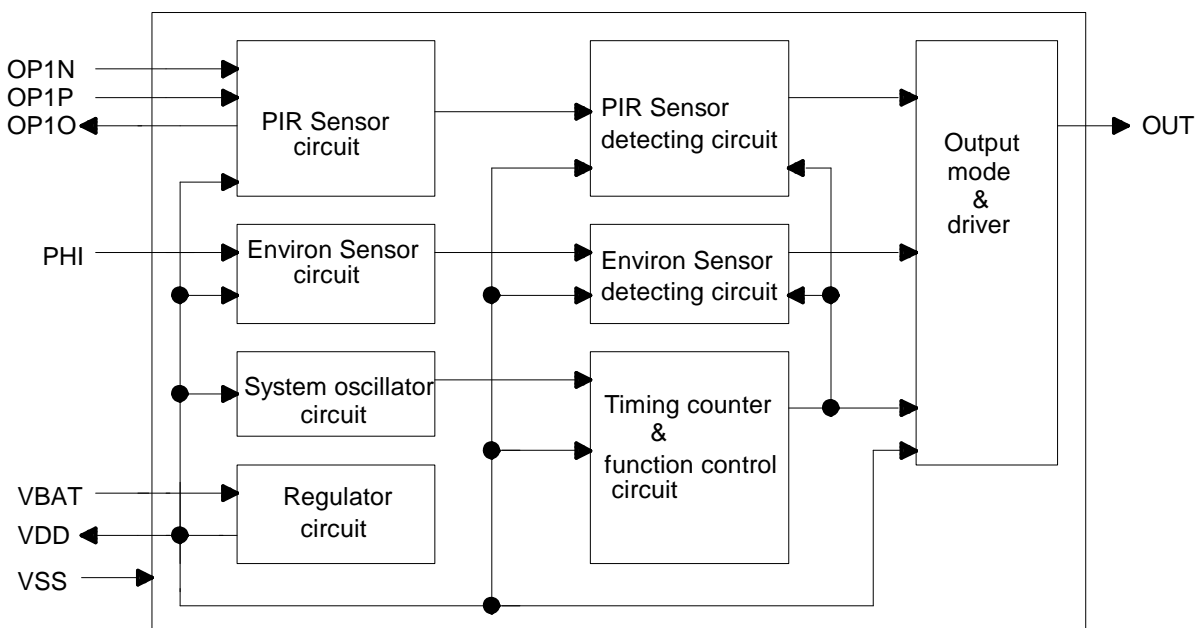 OP1N
OP1P
OP1O
PHI
VBAT
VDD
VSS
PIR Sensor
circuit
Environ Sensor
circuit
System oscillator
circuit
Regulator
circuit
PIR Sensor
detecting circuit
Environ Sensor
detecting circuit
Timing counter
&
function control
circuit
Output
mode
&
driver
OUT